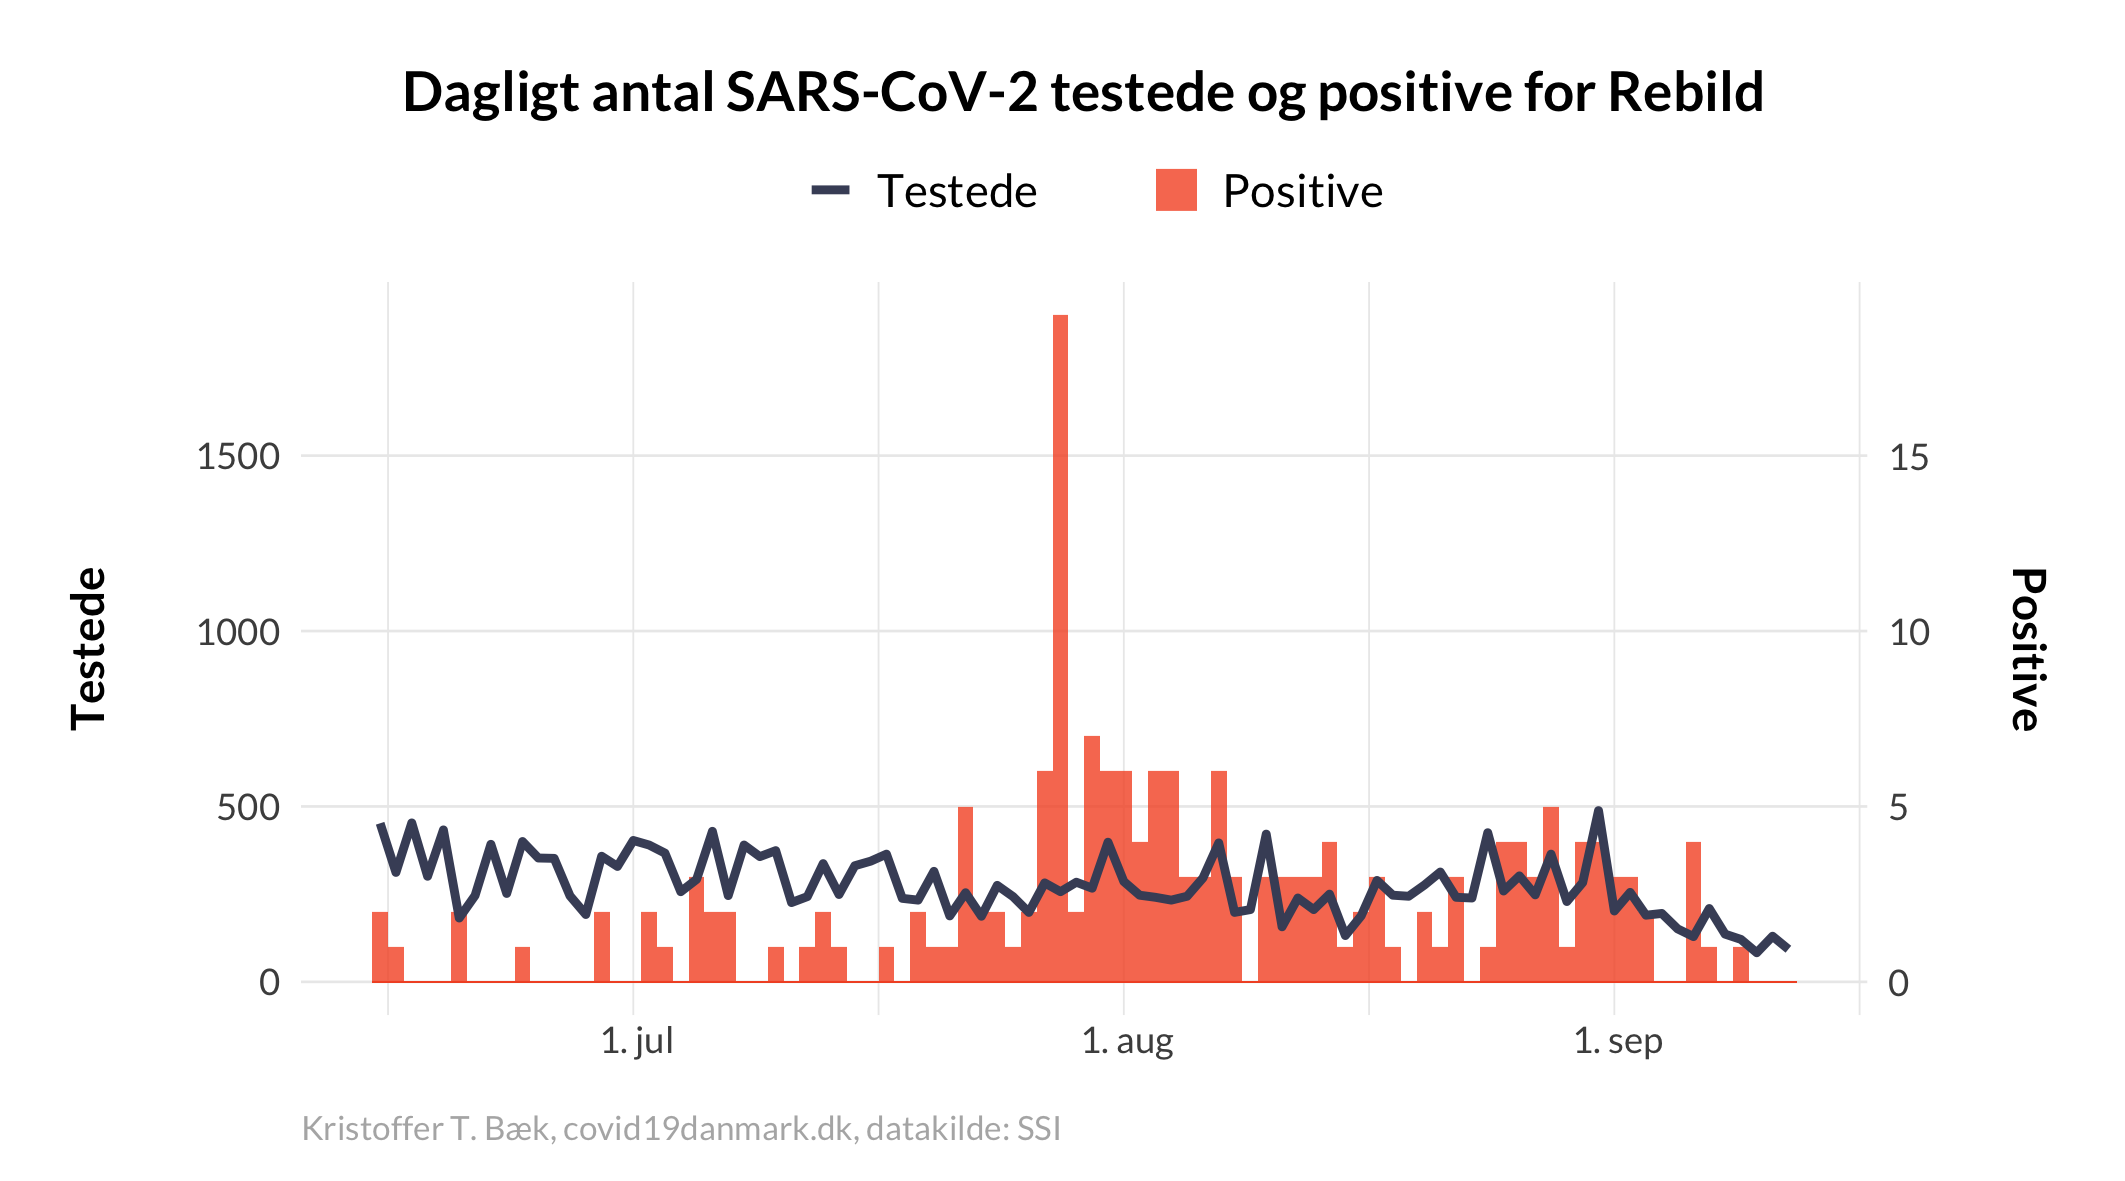 Dagligt antal SARS-CoV-2 testede og positive for Rebild
Testede
Positive
Testede
1500
1000
500
0
15
10
5
0
Positive
1. jul
1. aug
1. sep
Kristoffer T. Bæk, covid19danmark.dk, datakilde: SSI